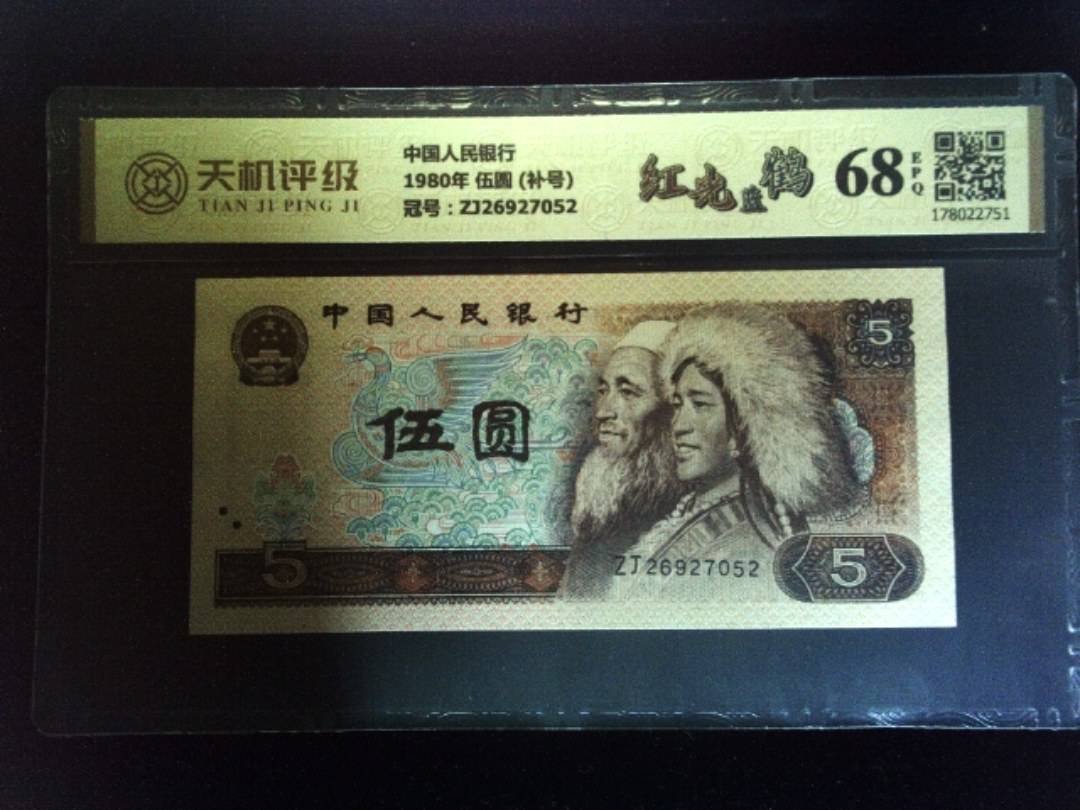 天机评级
TIAN JI PING JI
中国人民银行
1980年 伍圆 (补号)
冠号：ZJ26927052
红光蓝鹤
68
EPQ
178022751
中国人民银行
5
伍圆
5
ZJ26927052
5